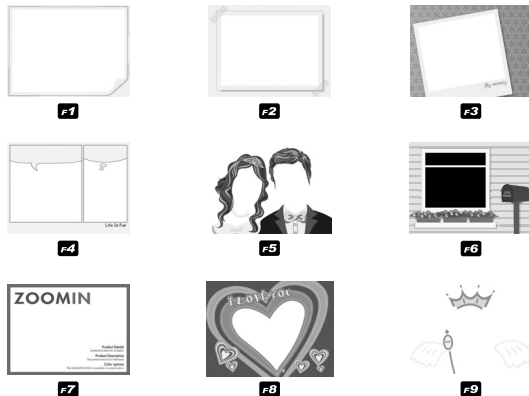 F1
F2
F3
F4
Life Is Fun
F5
F6
ZOOMIN
Product Details
Product Description
Color options
F7
I LOVE YOU
F8
F9